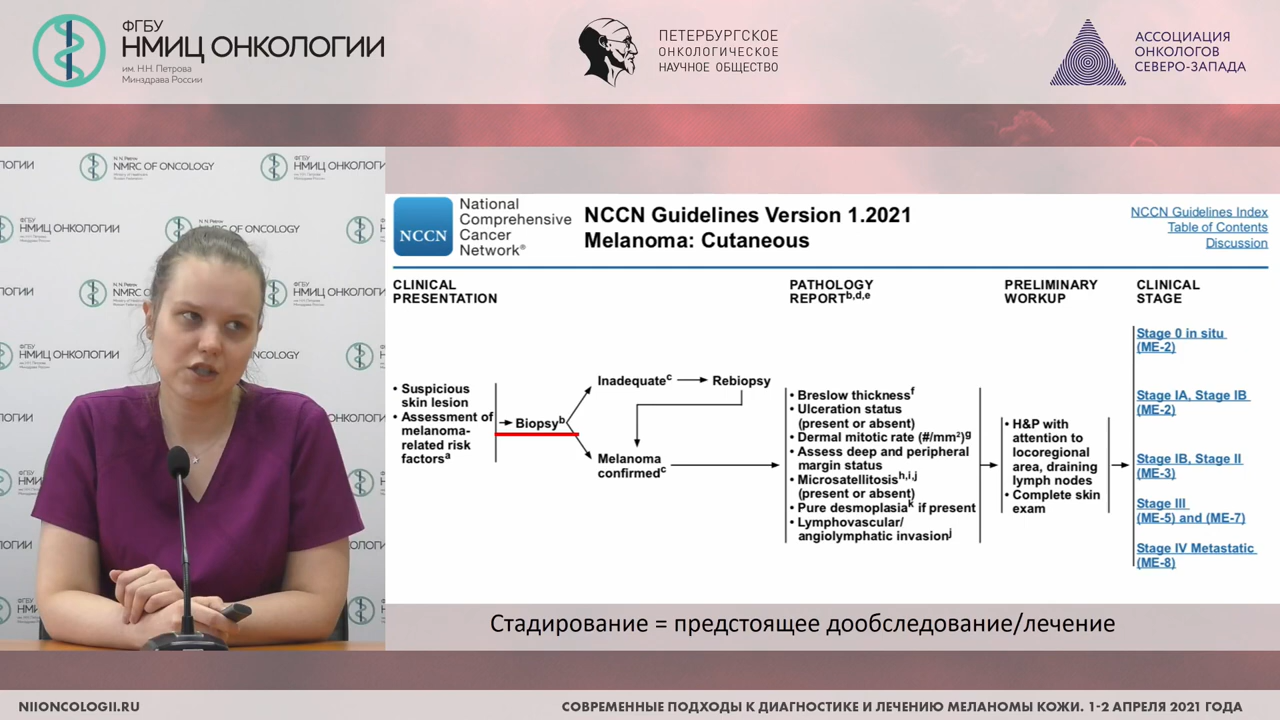 ФГБУ
НМИЦ ОНКОЛОГИИ
им. Н.Н. Петрова
Минздрава России
ПЕТЕРБУРГСКОЕ
ОНКОЛОГИЧЕСКОЕ
НАУЧНОЕ ОБЩЕСТВО
АССОЦИАЦИЯ
ОНКОЛОГОВ
СЕВЕРО-ЗАПАДА
N. N. Petrov
NMRC OF ONCOLOGY
ФГБУ
НМИЦ ОНКОЛОГИИ
NCCN
National
Comprehensive
Cancer
Network®
NCCN Guidelines Version 1.2021
Melanoma: Cutaneous
NCCN Guidelines Index
Table of Contents
Discussion
CLINICAL
PRESENTATION
PATHOLOGY
REPORTb,d,e
PRELIMINARY
WORKUP
CLINICAL
STAGE
• Suspicious
skin lesion
• Assessment of
melanoma-
related risk
factorsa
Biopsyb
Inadequatec
Rebiopsy
Melanoma
confirmedc
• Breslow thicknessf
• Ulceration status
(present or absent)
• Dermal mitotic rate (#/mm2)g
• Assess deep and peripheral
margin status
• Microsatellitosish,i,j
(present or absent)
• Pure desmoplasiak if present
• Lymphovascular/
angiolymphatic invasionj
• H&P with
attention to
locoregional
area, draining
lymph nodes
• Complete skin
exam
Stage 0 in situ
(ME-2)
Stage IA, Stage IB
(ME-2)
Stage IB, Stage II
(ME-3)
Stage III
(ME-5) and (ME-7)
Stage IV Metastatic
(ME-8)
Стадирование = предстоящее дообследование/лечение
NIIONCOLOGII.RU
СОВРЕМЕННЫЕ ПОДХОДЫ К ДИАГНОСТИКЕ И ЛЕЧЕНИЮ МЕЛАНОМЫ КОЖИ. 1-2 АПРЕЛЯ 2021 ГОДА